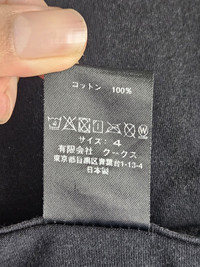 コットン 100%
サイズ: 4
有限会社 クークス
東京都目黒区青葉台1-13-4
日本製